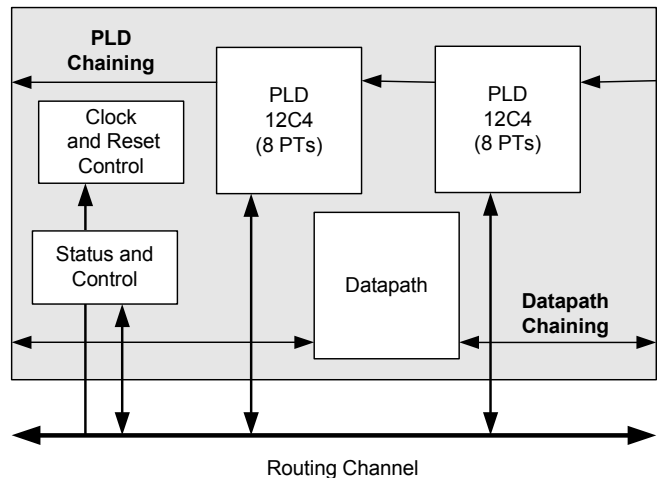 PLD
Chaining
PLD
12C4
(8 PTs)
PLD
12C4
(8 PTs)
Clock
and Reset
Control
Status and
Control
Datapath
Datapath
Chaining
Routing Channel